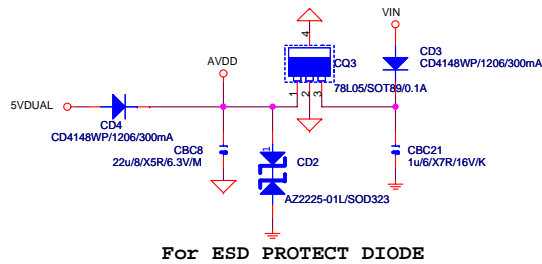 4
VIN
CD3
CD4148WP/1206/300mA
AVDD
CQ3
78L05/SOT89/0.1A
5VDUAL
1
2
3
CD4
CD4148WP/1206/300mA
CBC8
22u/8/X5R/6.3V/M
1
CD2
CBC21
1u/6/X7R/16V/K
AZ2225-01L/SOD323
For ESD PROTECT DIODE